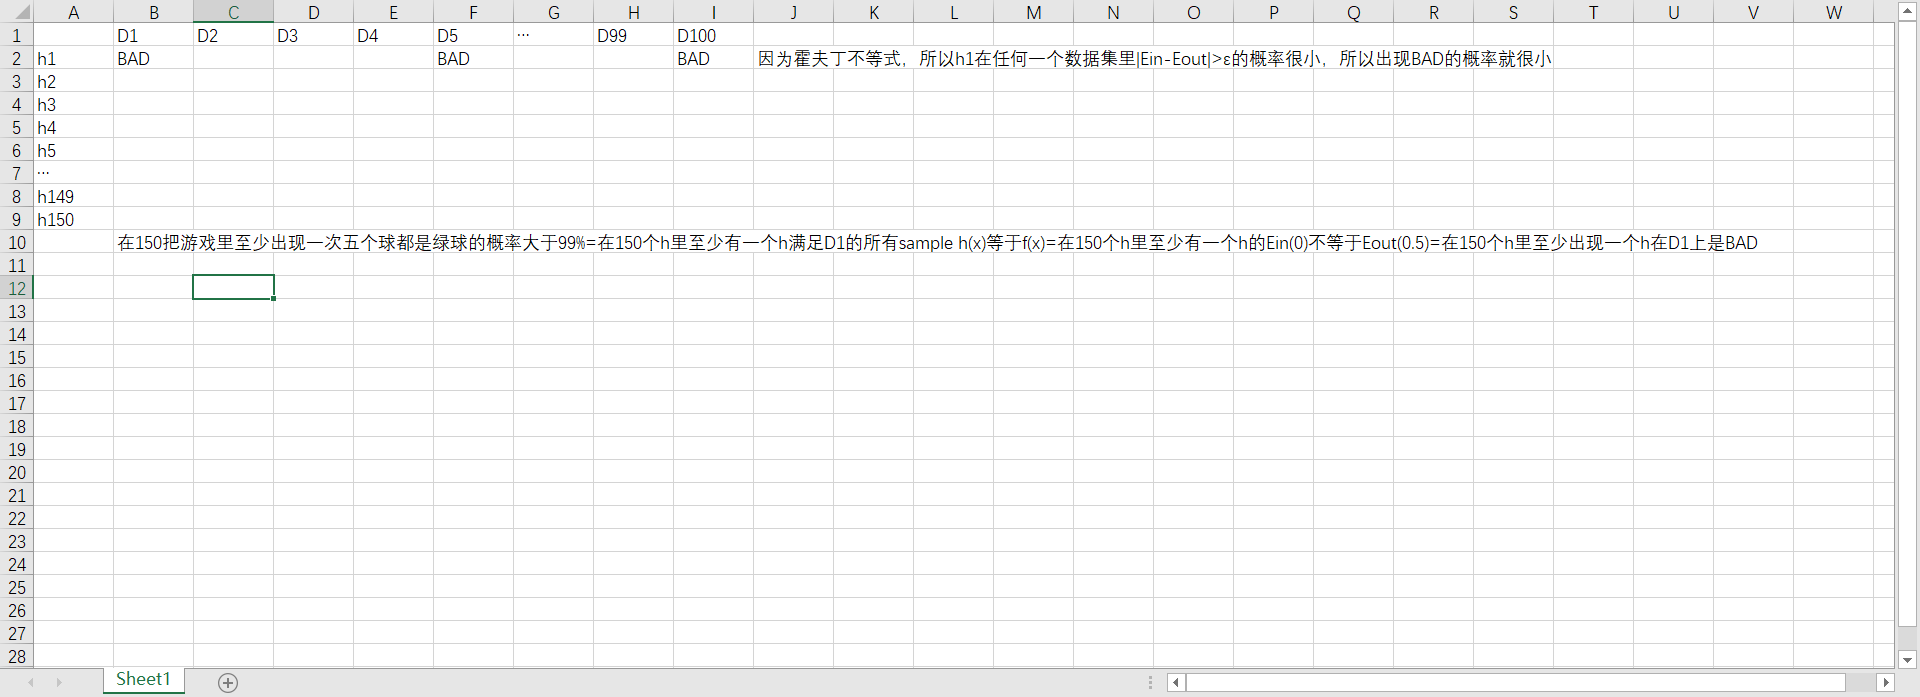 A B C D E F G H I J K L M N O P Q R S T U V W
1 D1 D2 D3 D4 D5 … D99 D100
2 h1 BAD BAD BAD 因为霍夫丁不等式，所以h1在任何一个数据集里|Ein-Eout|>ε的概率很小，所以出现BAD的概率就很小
3 h2
4 h3
5 h4
6 h5
7 …
8 h149
9 h150
10 在150把游戏里至少出现一次五个球都是绿球的概率大于99%=在150个h里至少有一个h满足D1的所有sample h(x)等于f(x)=在150个h里至少有一个h的Ein(0)不等于Eout(0.5)=在150个h里至少出现一个h在D1上是BAD
11
12
13
14
15
16
17
18
19
20
21
22
23
24
25
26
27
28
Sheet1